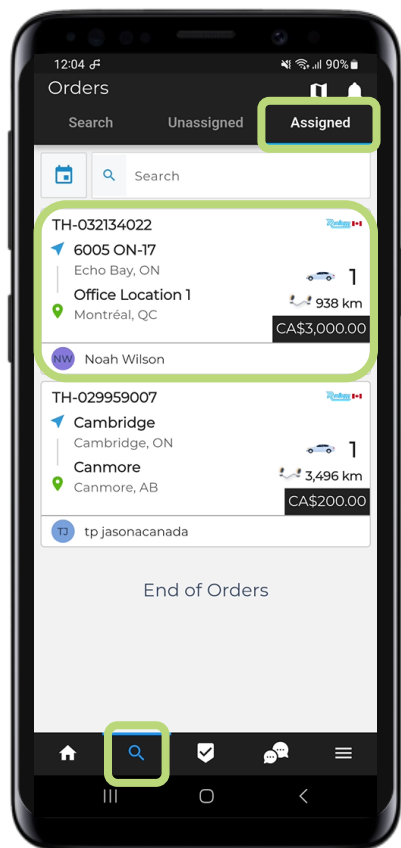 12:04
90%
Orders
Search
Unassigned
Assigned
Search
TH-032134022
6005 ON-17
Echo Bay, ON
1
Office Location 1
938 km
Montréal, QC
CA$3,000.00
NW
Noah Wilson
TH-029959007
Cambridge
Cambridge, ON
1
Canmore
3,496 km
Canmore, AB
CA$200.00
TJ
tp jasonacanada
End of Orders